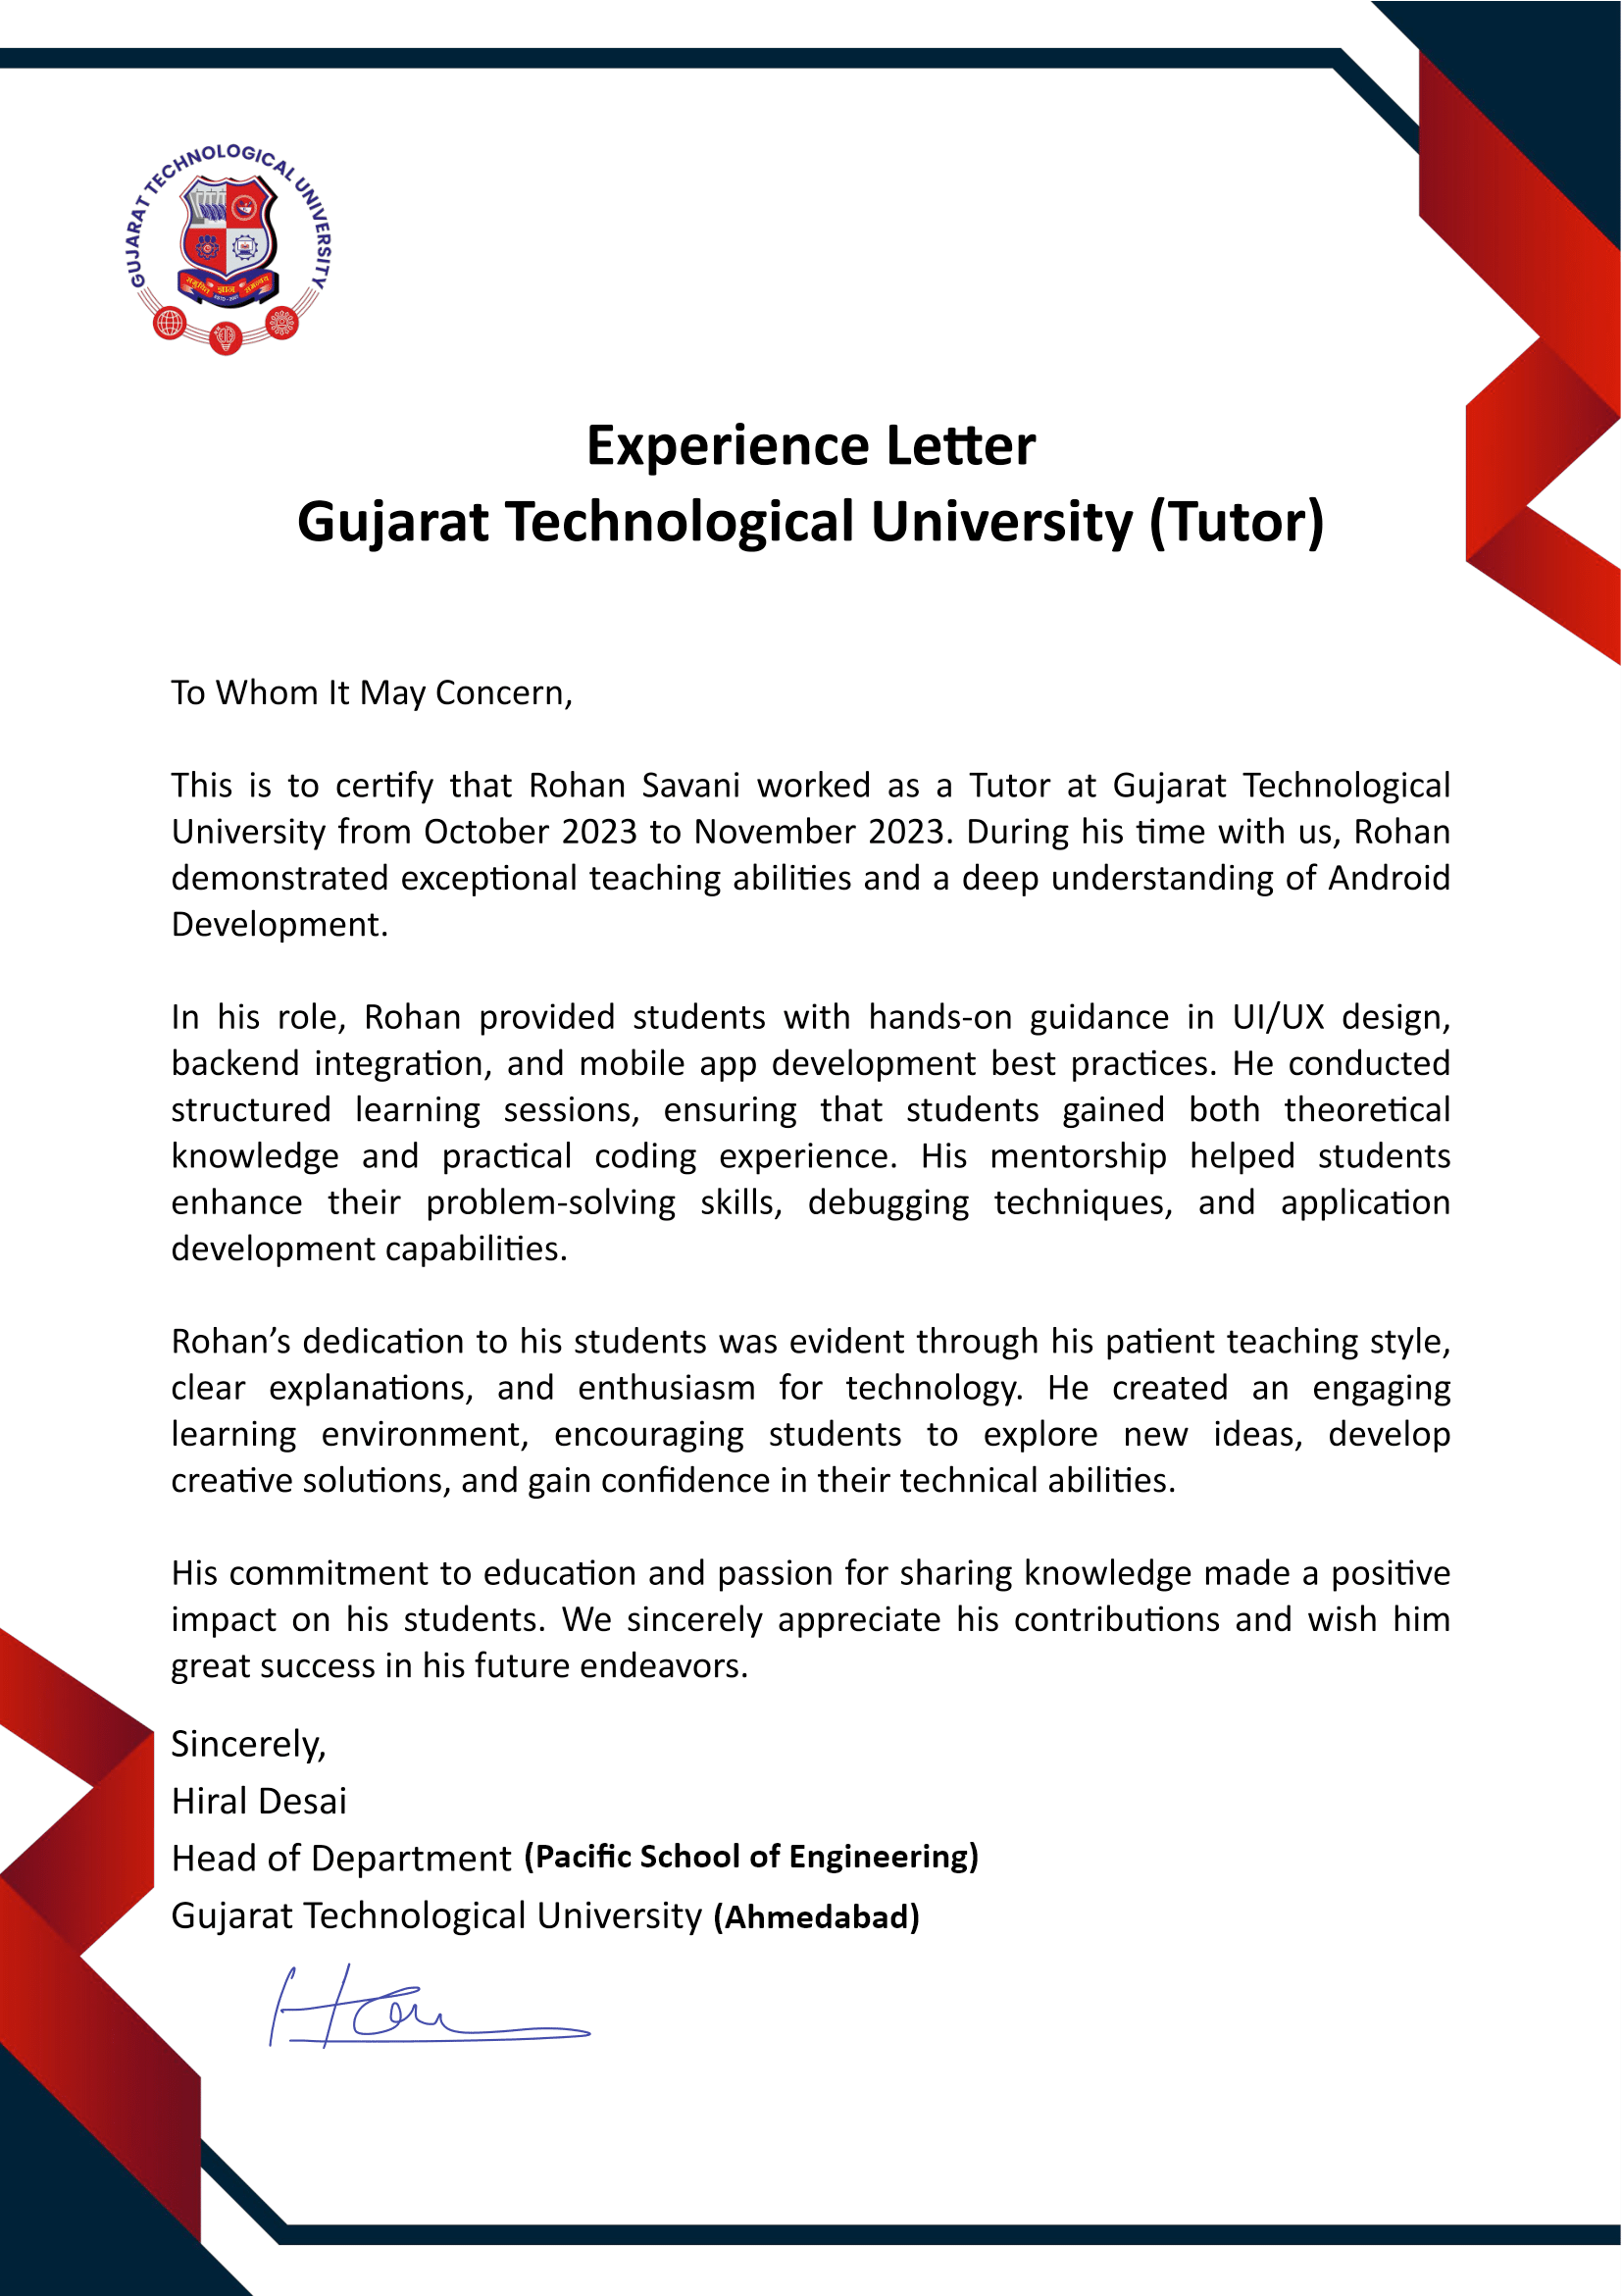 GUJARAT TECHNOLOGICAL UNIVERSITY
Experience Letter
Gujarat Technological University (Tutor)
To Whom It May Concern,
This is to certify that Rohan Savani worked as a Tutor at Gujarat Technological
University from October 2023 to November 2023. During his time with us, Rohan
demonstrated exceptional teaching abilities and a deep understanding of Android
Development.
In his role, Rohan provided students with hands-on guidance in UI/UX design,
backend integration, and mobile app development best practices. He conducted
structured learning sessions, ensuring that students gained both theoretical
knowledge and practical coding experience. His mentorship helped students
enhance their problem-solving skills, debugging techniques, and application
development capabilities.
Rohan’s dedication to his students was evident through his patient teaching style,
clear explanations, and enthusiasm for technology. He created an engaging
learning environment, encouraging students to explore new ideas, develop
creative solutions, and gain confidence in their technical abilities.
His commitment to education and passion for sharing knowledge made a positive
impact on his students. We sincerely appreciate his contributions and wish him
great success in his future endeavors.
Sincerely,
Hiral Desai
Head of Department (Pacific School of Engineering)
Gujarat Technological University (Ahmedabad)